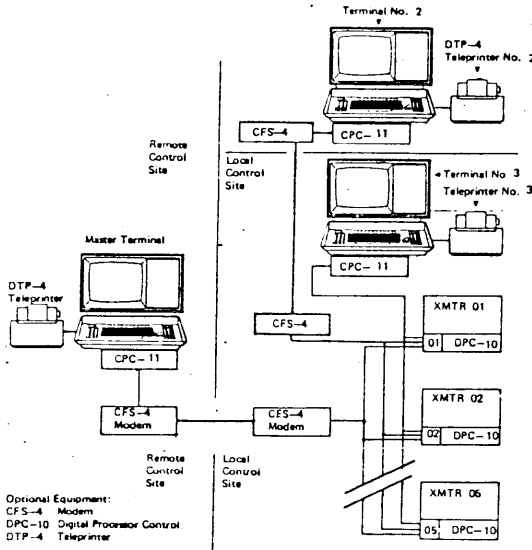 Terminal No. 2
DTP-4
Teleprinter No. 2
CFS-4
CPC- 11
Remote
Control
Site
Local
Control
Site
Terminal No 3
Teleprinter No. 3
Master Terminal
CPC- 11
DTP-4
Teleprinter
CPC- 11
CFS-4
XMTR 01
01 DPC-10
CFS-4
Modem
CFS-4
Modem
XMTR 02
02 DPC-10
Remote
Control
Site
Local
Control
Site
XMTR 05
05 DPC-10
Optional Equipment:
CFS-4 Modem
DPC-10 Digital Processor Control
DTP-4 Teleprinter